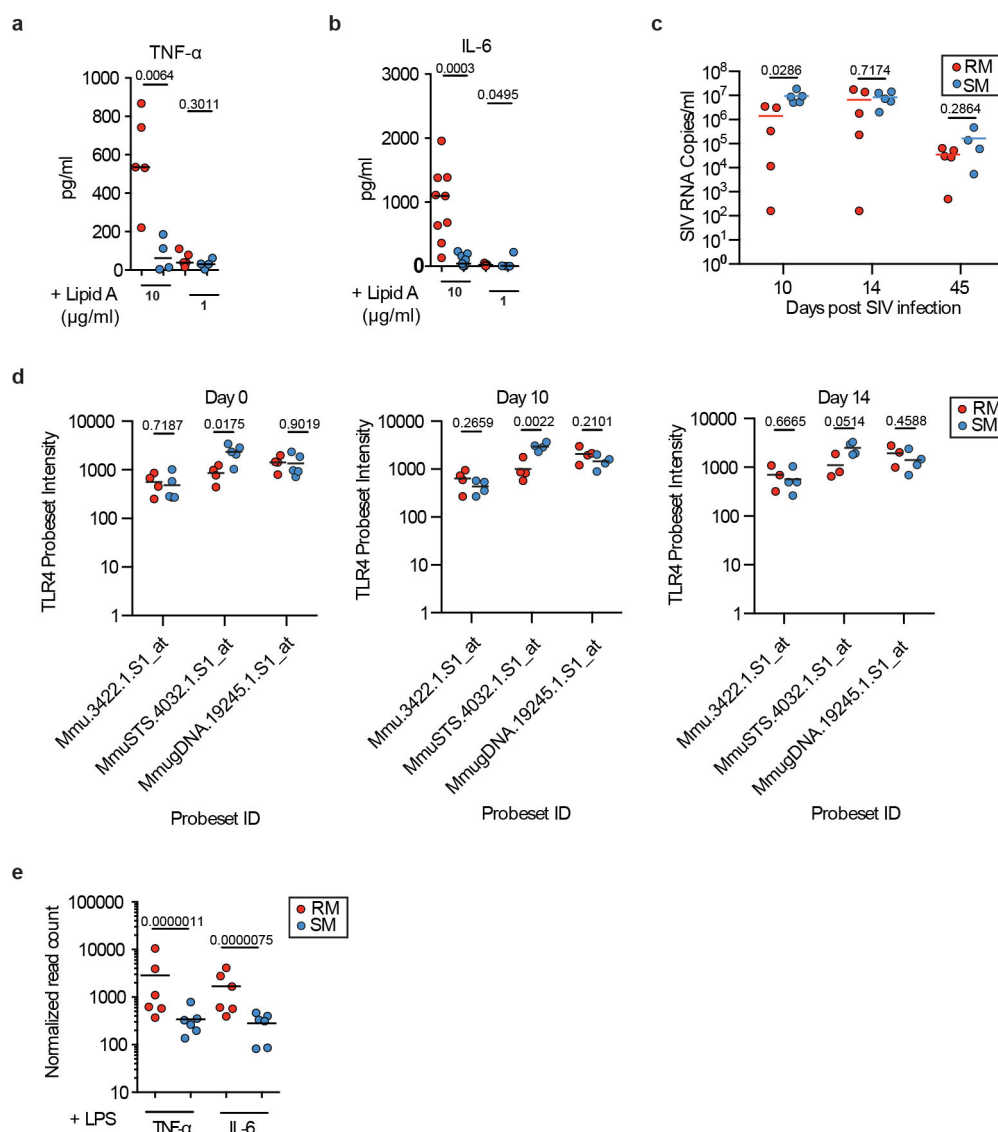 a
TNF-α
1000
800
600
400
200
0
pg/ml
0.0064
0.3011
+ Lipid A
(µg/ml)
10
1
b
IL-6
3000
2000
1000
0
pg/ml
0.0003
0.0495
+ Lipid A
(µg/ml)
10
1
c
RM
SM
10⁸
10⁷
10⁶
10⁵
10⁴
10³
10²
10¹
10⁰
SIV RNA Copies/ml
0.0286
0.7174
0.2864
10
14
45
Days post SIV infection
d
Day 0
10000
1000
100
10
1
TLR4 Probeset Intensity
0.7187
0.0175
0.9019
Mmu.3422.1.S1_at
MmuSTS.4032.1.S1_at
MmugDNA.19245.1.S1_at
Probeset ID
Day 10
10000
1000
100
10
1
TLR4 Probeset Intensity
0.2659
0.0022
0.2101
Mmu.3422.1.S1_at
MmuSTS.4032.1.S1_at
MmugDNA.19245.1.S1_at
Probeset ID
Day 14
10000
1000
100
10
1
TLR4 Probeset Intensity
0.6665
0.0514
0.4588
Mmu.3422.1.S1_at
MmuSTS.4032.1.S1_at
MmugDNA.19245.1.S1_at
RM
SM
e
100000
10000
1000
100
10
Normalized read count
0.0000011
0.0000075
RM
SM
+ LPS
TNF-α
IL-6